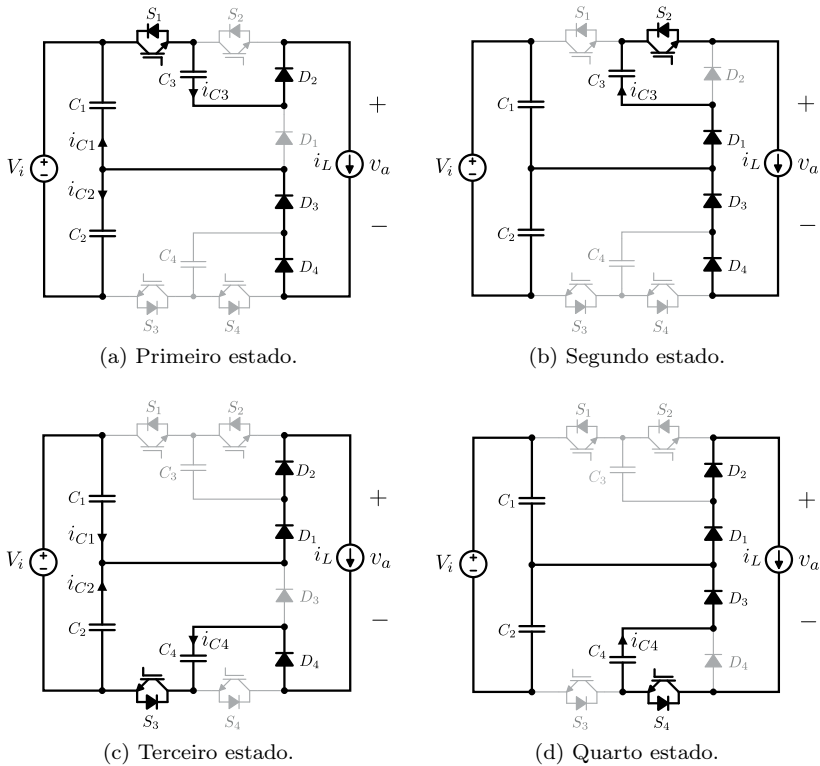 S1 S2
C3 iC3 D2
C1 +
iC1 D1
Vi iL va
iC2 D3
C2 −
C4 D4
S3 S4
(a) Primeiro estado.
S1 S2
C3 iC3 D2
C1 +
D1
Vi iL va
D3
C2 −
C4 D4
S3 S4
(b) Segundo estado.
S1 S2
C3 D2
C1 +
iC1 D1
Vi iL va
iC2 D3
C2 −
C4 iC4 D4
S3 S4
(c) Terceiro estado.
S1 S2
C3 D2
C1 +
D1
Vi iL va
D3
C2 −
C4 iC4 D4
S3 S4
(d) Quarto estado.